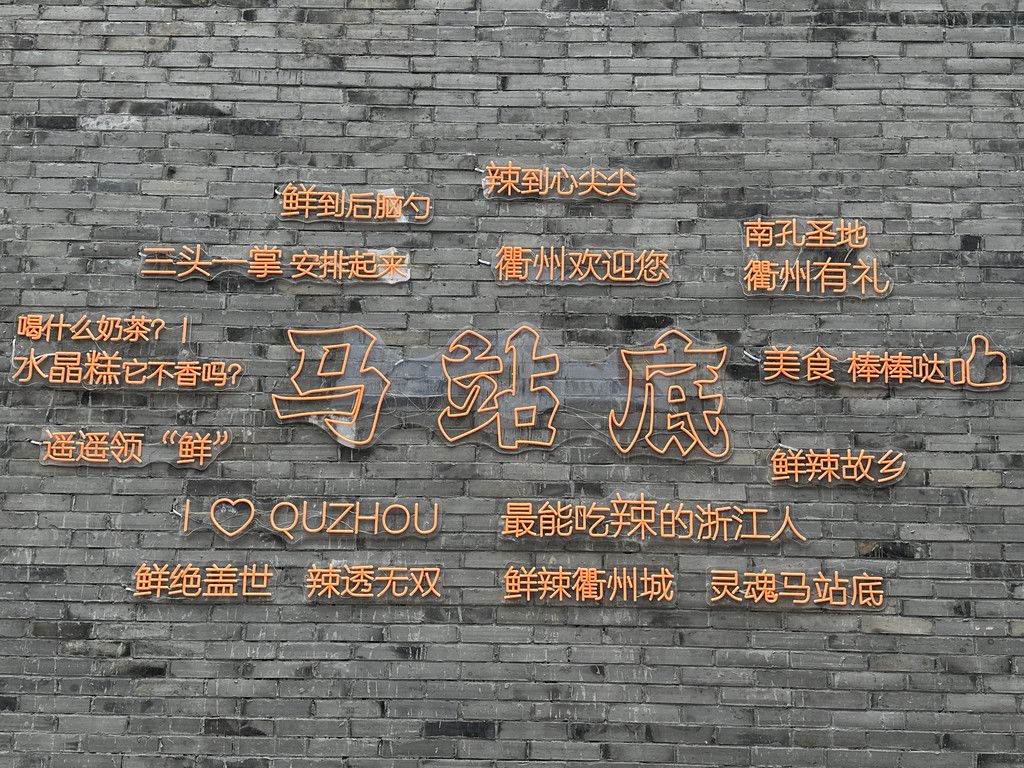 辣到心尖尖
鲜到后脑勺
南孔圣地
衢州有礼
三头一掌 安排起来
衢州欢迎您
喝什么奶茶?!
水晶糕它不香吗?
马站底
美食 棒棒哒
遥遥领“鲜”
鲜辣故乡
I ♡ QUZHOU
最能吃辣的浙江人
鲜绝盖世 辣透无双
鲜辣衢州城 灵魂马站底